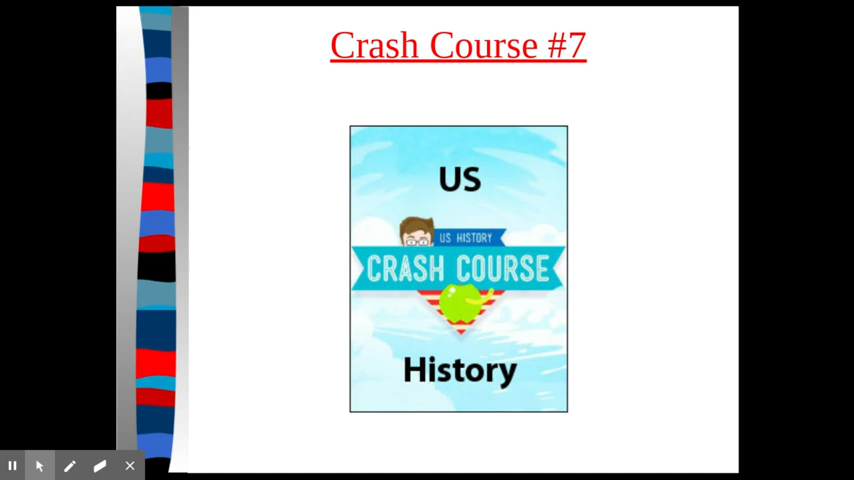 Crash Course #7
US
US HISTORY
CRASH COURSE
History